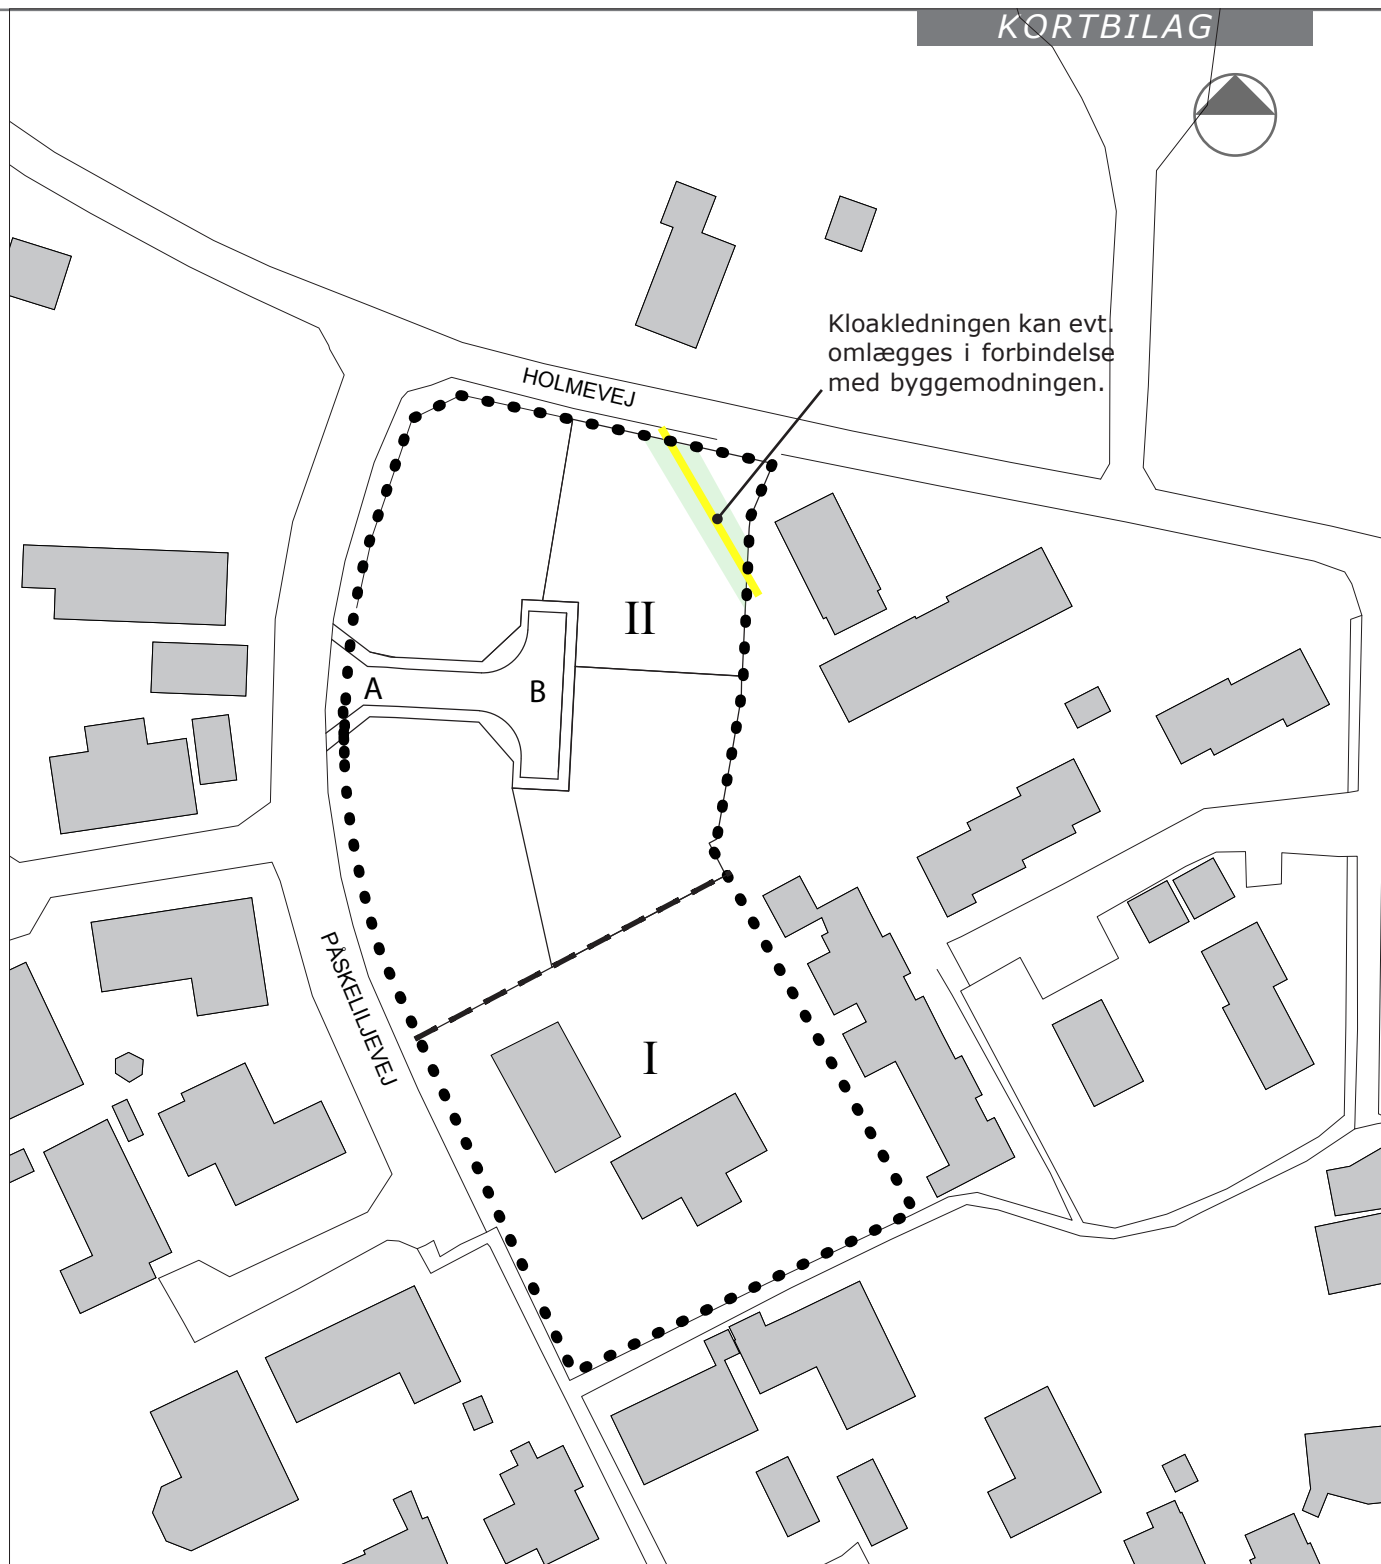 KORTBILAG
Kloakledningen kan evt.
omlægges i forbindelse
med byggemodningen.
HOLMEVEJ
II
A
B
PÅSKELILJEVEJ
I